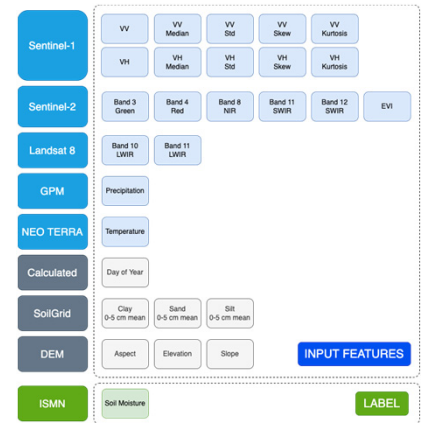 Sentinel-1
VV
VV
Median
VV
Std
VV
Skew
VV
Kurtosis
VH
VH
Median
VH
Std
VH
Skew
VH
Kurtosis
Sentinel-2
Band 3
Green
Band 4
Red
Band 8
NIR
Band 11
SWIR
Band 12
SWIR
EVI
Landsat 8
Band 10
LWIR
Band 11
LWIR
GPM
Precipitation
NEO TERRA
Temperature
Calculated
Day of Year
SoilGrid
Clay
0-5 cm mean
Sand
0-5 cm mean
Silt
0-5 cm mean
DEM
Aspect
Elevation
Slope
INPUT FEATURES
ISMN
Soil Moisture
LABEL